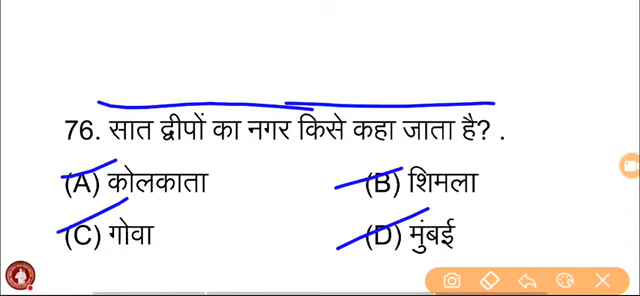 76. सात द्वीपों का नगर किसे कहा जाता है? .
(A) कोलकाता (B) शिमला
(C) गोवा (D) मुंबई